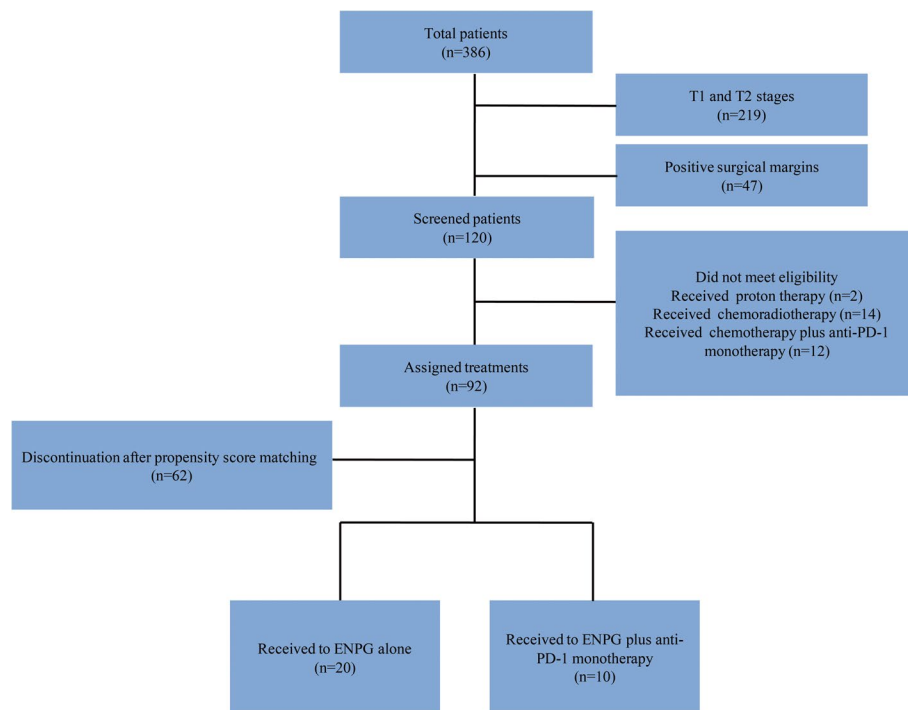 Total patients
(n=386)
T1 and T2 stages
(n=219)
Positive surgical margins
(n=47)
Screened patients
(n=120)
Did not meet eligibility
Received proton therapy (n=2)
Received chemoradiotherapy (n=14)
Received chemotherapy plus anti-PD-1
monotherapy (n=12)
Assigned treatments
(n=92)
Discontinuation after propensity score matching
(n=62)
Received to ENPG alone
(n=20)
Received to ENPG plus anti-
PD-1 monotherapy
(n=10)